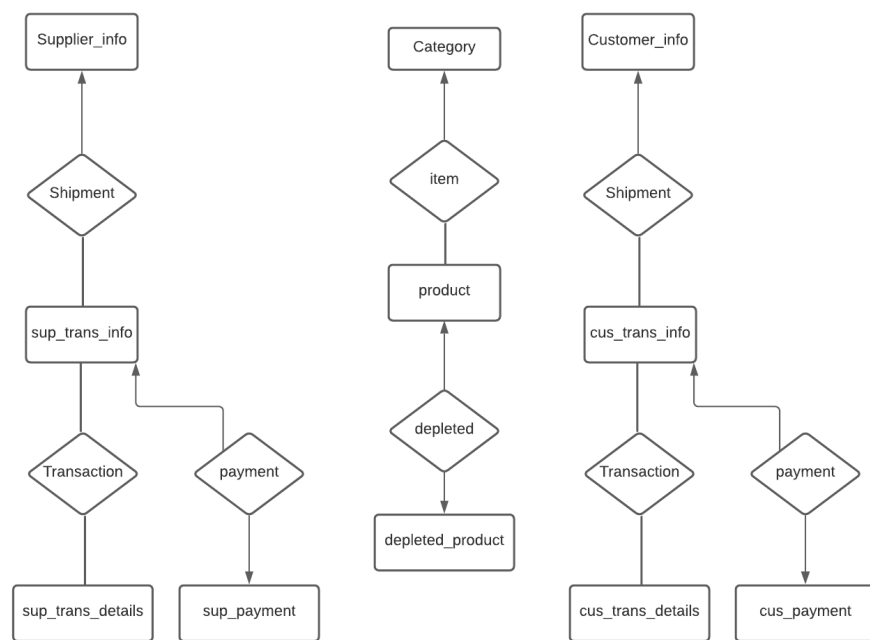 Supplier_info
Category
Customer_info
Shipment
item
Shipment
product
sup_trans_info
cus_trans_info
depleted
Transaction
payment
Transaction
payment
depleted_product
sup_trans_details
sup_payment
cus_trans_details
cus_payment